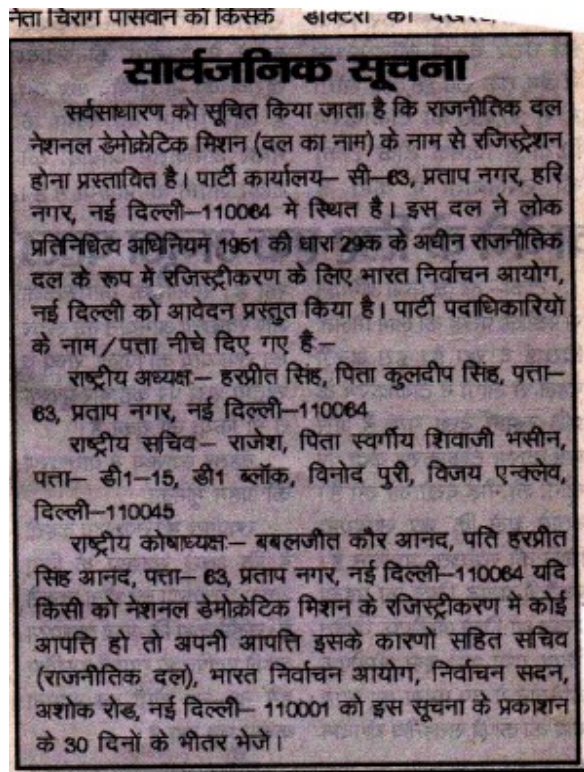 नेता चिराग पासवान की किसके डॉक्टरों की
सार्वजनिक सूचना
सर्वसाधारण को सूचित किया जाता है कि राजनीतिक दल
नेशनल डेमोक्रेटिक मिशन (दल का नाम) के नाम से रजिस्ट्रेशन
होना प्रस्तावित है। पार्टी कार्यालय– सी–63, प्रताप नगर, हरि
नगर, नई दिल्ली–110064 मे स्थित है। इस दल ने लोक
प्रतिनिधित्व अधिनियम 1951 की धारा 29क के अधीन राजनीतिक
दल के रूप मे रजिस्ट्रीकरण के लिए भारत निर्वाचन आयोग,
नई दिल्ली को आवेदन प्रस्तुत किया है। पार्टी पदाधिकारियों
के नाम/पत्ता नीचे दिए गए है–
राष्ट्रीय अध्यक्ष– हरप्रीत सिंह, पिता कुलदीप सिंह, पत्ता–
63, प्रताप नगर, नई दिल्ली–110064
राष्ट्रीय सचिव– राजेश, पिता स्वर्गीय शिवाजी भसीन,
पत्ता– डी1–15, डी1 ब्लॉक, विनोद पुरी, विजय एन्क्लेव,
दिल्ली–110045
राष्ट्रीय कोषाध्यक्ष– बबलजीत कौर आनद, पति हरप्रीत
सिह आनद, पत्ता– 63, प्रताप नगर, नई दिल्ली–110064 यदि
किसी को नेशनल डेमोक्रेटिक मिशन के रजिस्ट्रीकरण मे कोई
आपत्ति हो तो अपनी आपत्ति इसके कारणों सहित सचिव
(राजनीतिक दल), भारत निर्वाचन आयोग, निर्वाचन सदन,
अशोक रोड, नई दिल्ली– 110001 को इस सूचना के प्रकाशन
के 30 दिनों के भीतर भेजें।